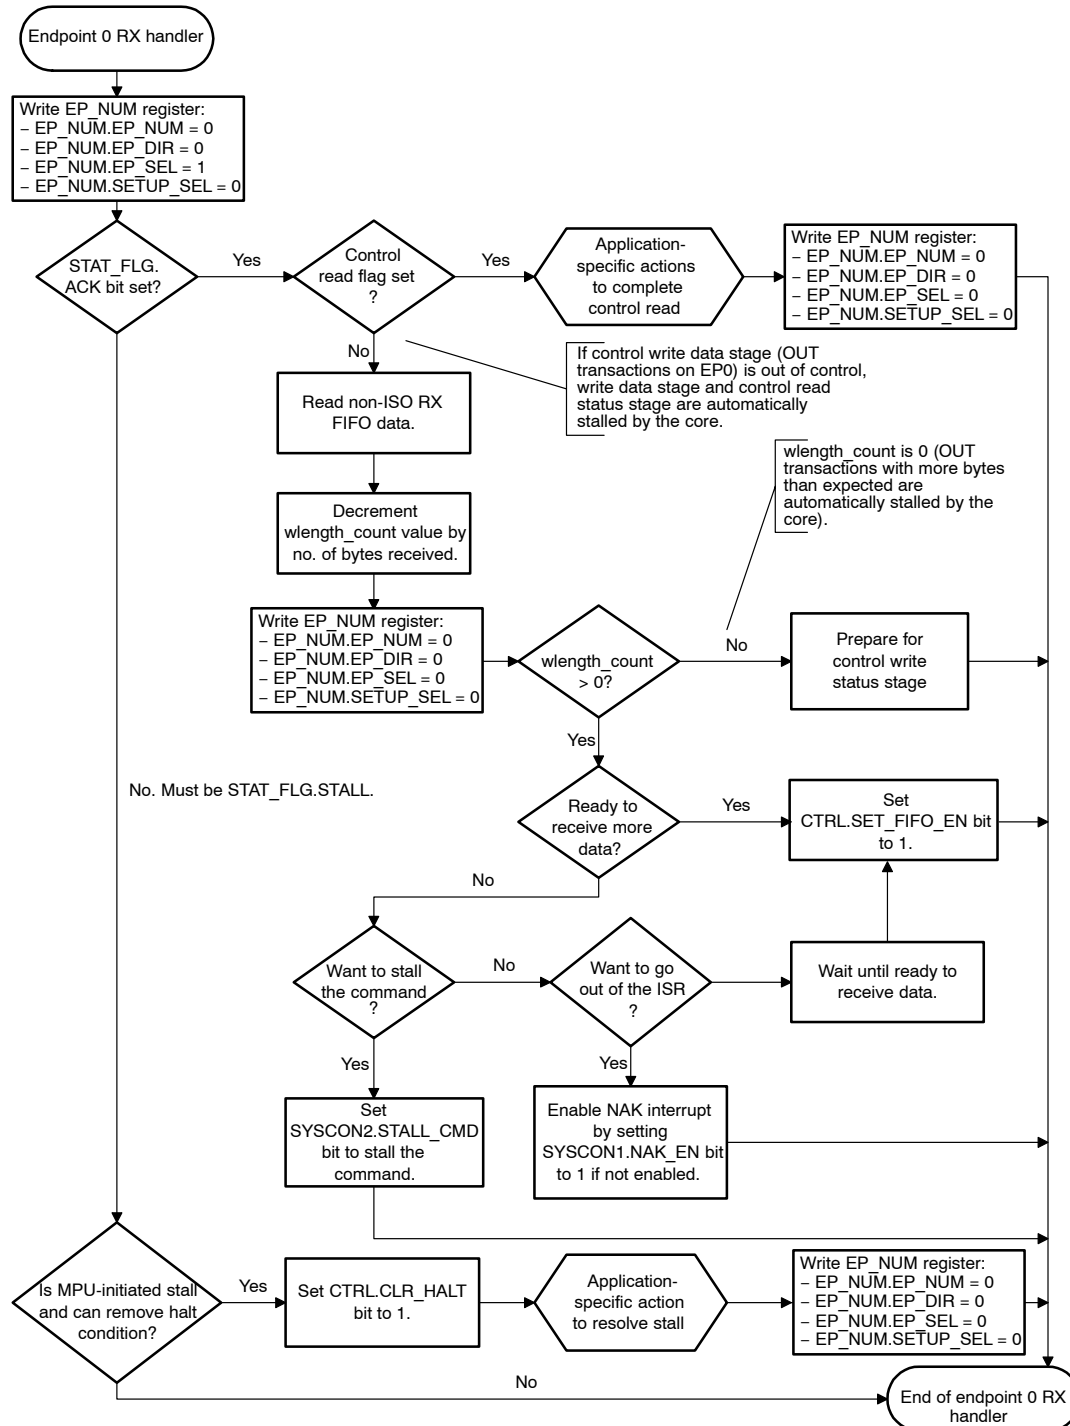 Endpoint 0 RX handler
Write EP_NUM register:
– EP_NUM.EP_NUM = 0
– EP_NUM.EP_DIR = 0
– EP_NUM.EP_SEL = 1
– EP_NUM.SETUP_SEL = 0
STAT_FLG.
ACK bit set?
Yes
Control
read flag set
?
Yes
Application-
specific actions
to complete
control read
Write EP_NUM register:
– EP_NUM.EP_NUM = 0
– EP_NUM.EP_DIR = 0
– EP_NUM.EP_SEL = 0
– EP_NUM.SETUP_SEL = 0
No
If control write data stage (OUT
transactions on EP0) is out of control,
write data stage and control read
status stage are automatically
stalled by the core.
Read non-ISO RX
FIFO data.
wlength_count is 0 (OUT
transactions with more bytes
than expected are
automatically stalled by the
core).
Decrement
wlength_count value by
no. of bytes received.
Write EP_NUM register:
– EP_NUM.EP_NUM = 0
– EP_NUM.EP_DIR = 0
– EP_NUM.EP_SEL = 0
– EP_NUM.SETUP_SEL = 0
wlength_count
> 0?
No
Prepare for
control write
status stage
Yes
No. Must be STAT_FLG.STALL.
Ready to
receive more
data?
Yes
Set
CTRL.SET_FIFO_EN bit
to 1.
No
Want to stall
the command
?
No
Want to go
out of the ISR
?
Wait until ready to
receive data.
Yes
Yes
Set
SYSCON2.STALL_CMD
bit to stall the
command.
Enable NAK interrupt
by setting
SYSCON1.NAK_EN bit
to 1 if not enabled.
Is MPU-initiated stall
and can remove halt
condition?
Yes
Set CTRL.CLR_HALT
bit to 1.
Application-
specific action
to resolve stall
Write EP_NUM register:
– EP_NUM.EP_NUM = 0
– EP_NUM.EP_DIR = 0
– EP_NUM.EP_SEL = 0
– EP_NUM.SETUP_SEL = 0
No
End of endpoint 0 RX
handler